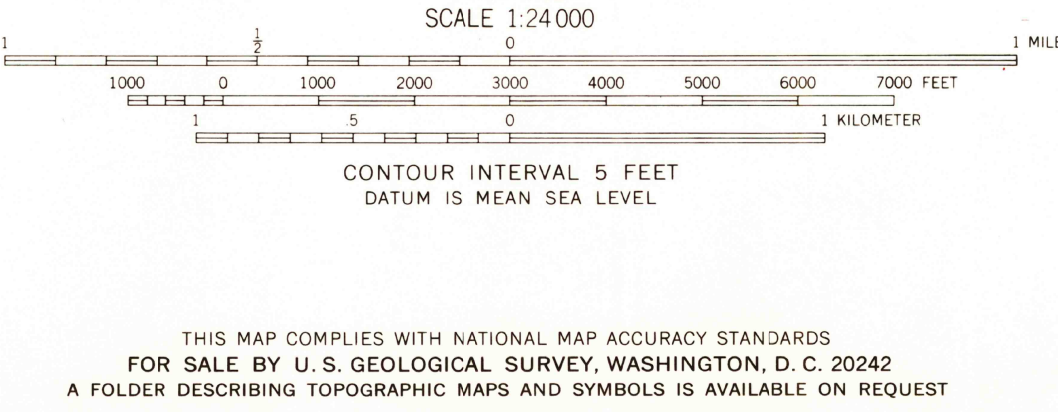 SCALE 1:24 000
1 ½ 0 1 MILE
1000 0 1000 2000 3000 4000 5000 6000 7000 FEET
1 .5 0 1 KILOMETER
CONTOUR INTERVAL 5 FEET
DATUM IS MEAN SEA LEVEL
THIS MAP COMPLIES WITH NATIONAL MAP ACCURACY STANDARDS
FOR SALE BY U. S. GEOLOGICAL SURVEY, WASHINGTON, D. C. 20242
A FOLDER DESCRIBING TOPOGRAPHIC MAPS AND SYMBOLS IS AVAILABLE ON REQUEST